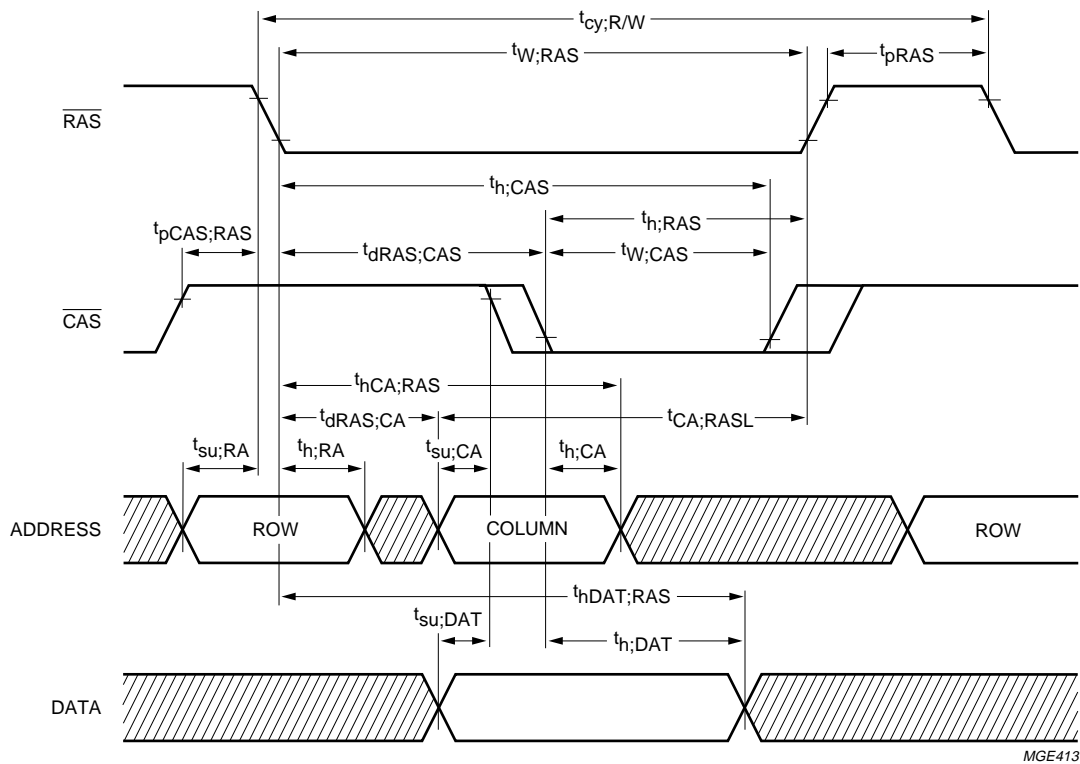 tcy;R/W
tW;RAS
tpRAS
RAS
th;CAS
th;RAS
tpCAS;RAS
tdRAS;CAS
tW;CAS
CAS
thCA;RAS
tdRAS;CA
tCA;RASL
tsu;RA
th;RA
tsu;CA
th;CA
ADDRESS
ROW
COLUMN
ROW
thDAT;RAS
tsu;DAT
th;DAT
DATA
MGE413